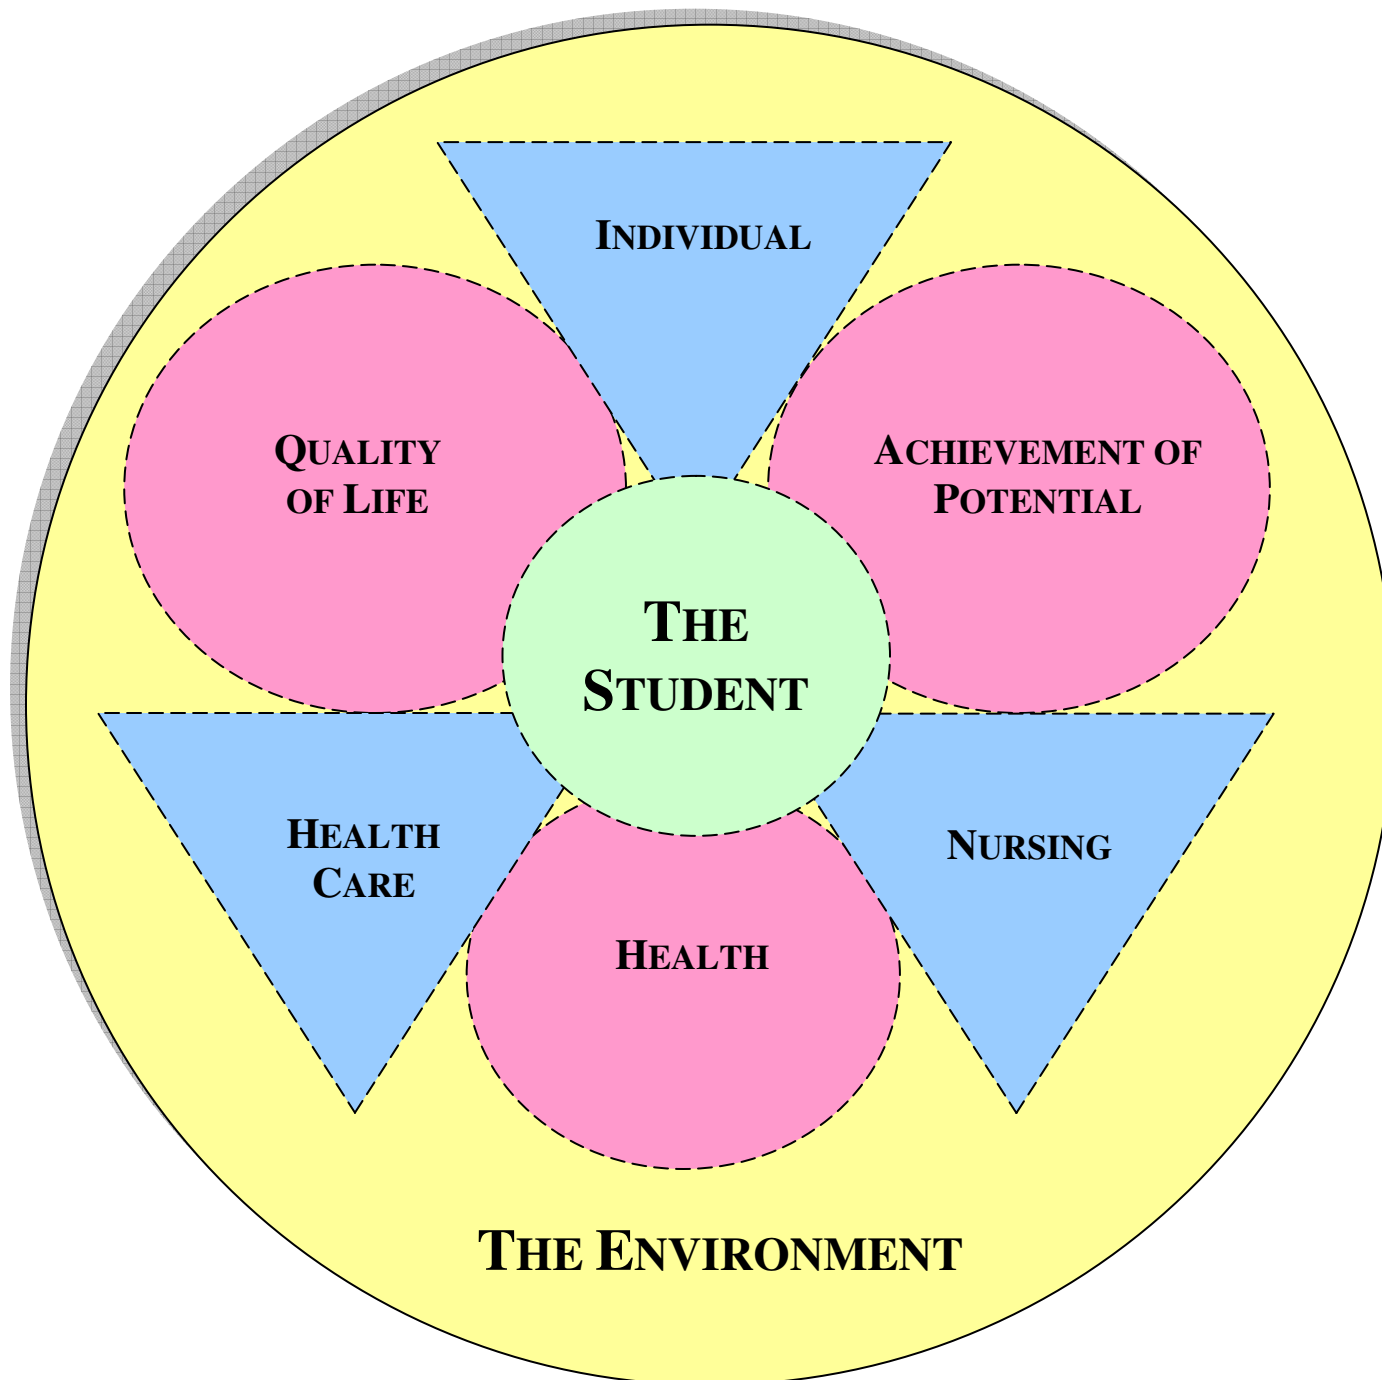 INDIVIDUAL
QUALITY
OF LIFE
ACHIEVEMENT OF
POTENTIAL
THE
STUDENT
HEALTH
CARE
NURSING
HEALTH
THE ENVIRONMENT